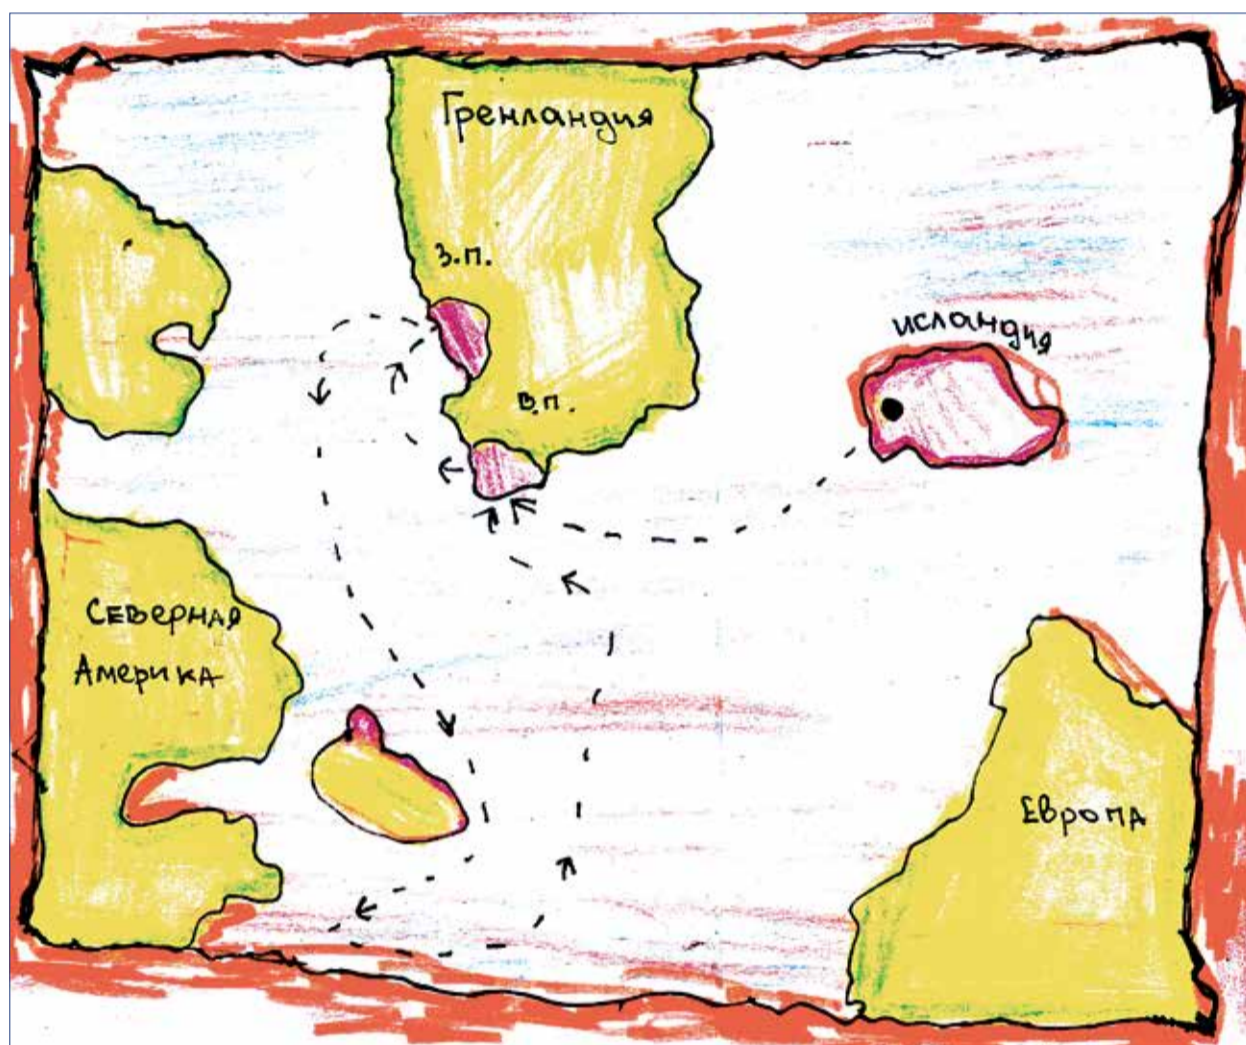 Гренландия
З.П.
исландия
В.П.
Северная
Америка
Европа